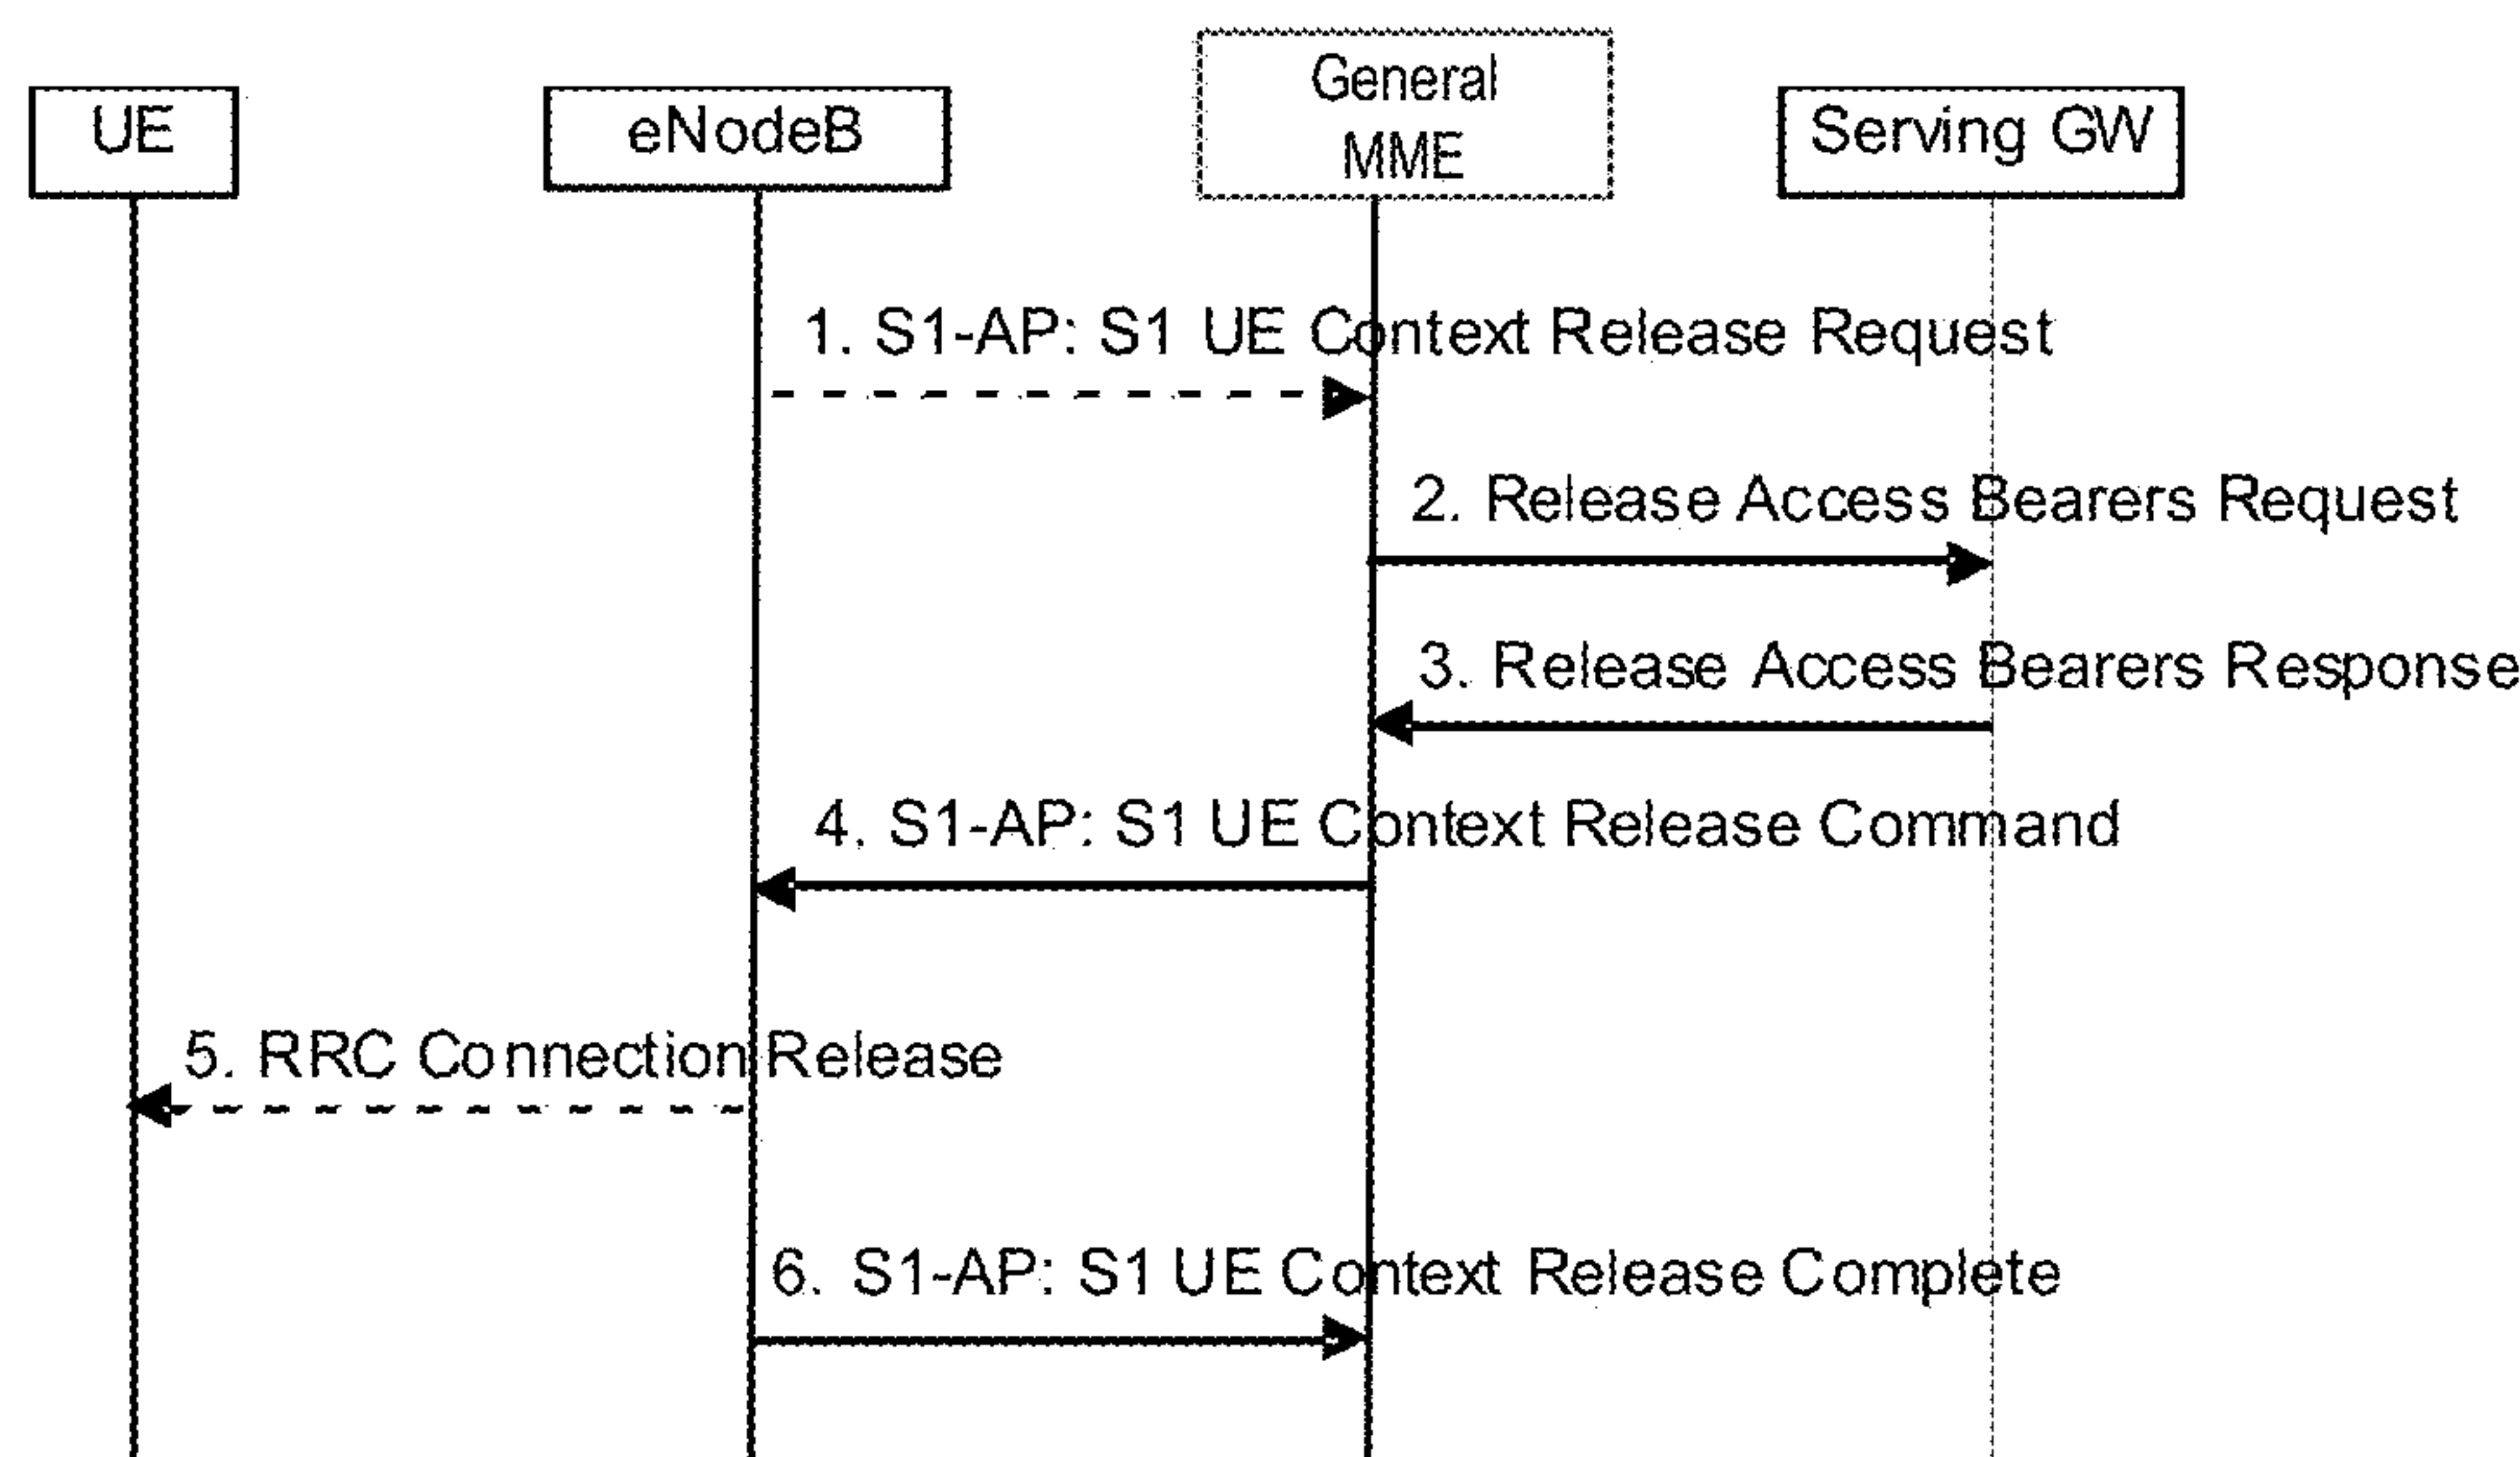 UE
eNodeB
General
MME
Serving GW
1. S1-AP: S1 UE Context Release Request
2. Release Access Bearers Request
3. Release Access Bearers Response
4. S1-AP: S1 UE Context Release Command
5. RRC Connection Release
6. S1-AP: S1 UE Context Release Complete